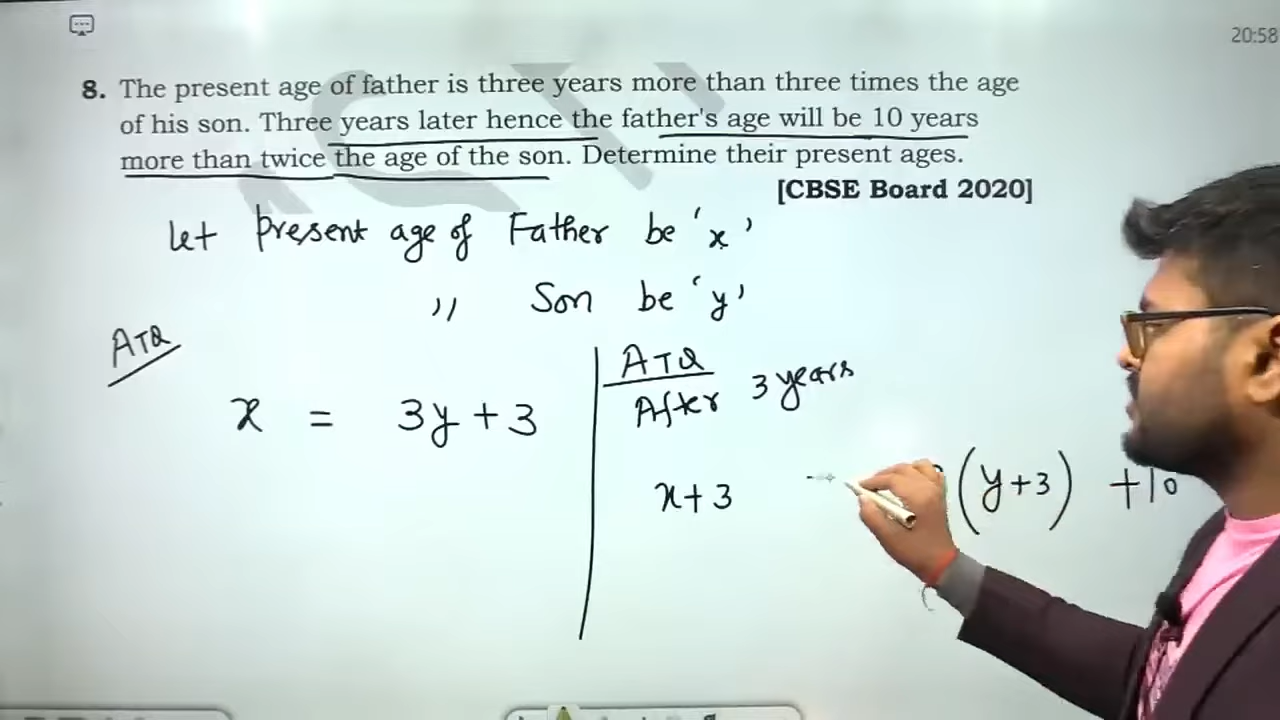 20:58
8. The present age of father is three years more than three times the age
of his son. Three years later hence the father's age will be 10 years
more than twice the age of the son. Determine their present ages.
[CBSE Board 2020]
Let Present age of Father be 'x'
,, Son be 'y'
ATQ
x = 3y + 3
ATQ
After 3 years
x + 3 (y+3) + 10